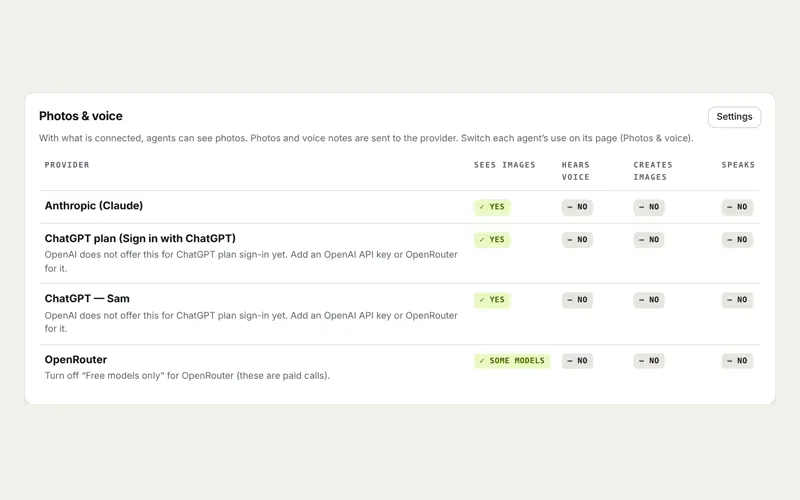 Photos & voice
Settings
With what is connected, agents can see photos. Photos and voice notes are sent to the provider. Switch each agent’s use on its page (Photos & voice).
PROVIDER SEES IMAGES HEARS VOICE CREATES IMAGES SPEAKS
Anthropic (Claude) ✓ YES – NO – NO – NO
ChatGPT plan (Sign in with ChatGPT) ✓ YES – NO – NO – NO
OpenAI does not offer this for ChatGPT plan sign-in yet. Add an OpenAI API key or OpenRouter
for it.
ChatGPT — Sam ✓ YES – NO – NO – NO
OpenAI does not offer this for ChatGPT plan sign-in yet. Add an OpenAI API key or OpenRouter
for it.
OpenRouter ✓ SOME MODELS – NO – NO – NO
Turn off “Free models only” for OpenRouter (these are paid calls).